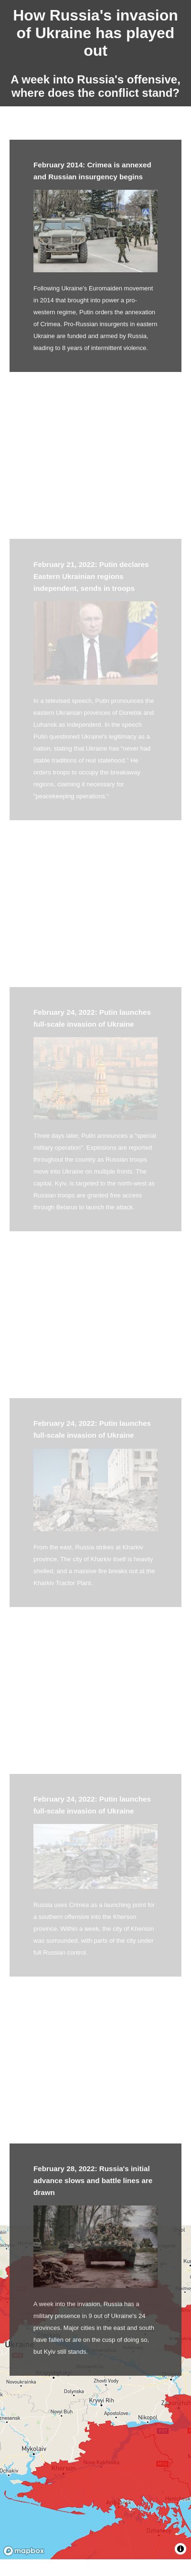 How Russia's invasion
of Ukraine has played
out
A week into Russia's offensive,
where does the conflict stand?
February 2014: Crimea is annexed
and Russian insurgency begins
Following Ukraine's Euromaiden movement
in 2014 that brought into power a pro-
western regime, Putin orders the annexation
of Crimea. Pro-Russian insurgents in eastern
Ukraine are funded and armed by Russia,
leading to 8 years of intermittent violence.
February 21, 2022: Putin declares
Eastern Ukrainian regions
independent, sends in troops
In a televised speech, Putin pronounces the
eastern Ukrainian provinces of Donetsk and
Luhansk as independent. In the speech
Putin questioned Ukraine's legitimacy as a
nation, stating that Ukraine has "never had
stable traditions of real statehood." He
orders troops to occupy the breakaway
regions, claiming it necessary for
"peacekeeping operations."
February 24, 2022: Putin launches
full-scale invasion of Ukraine
Three days later, Putin announces a "special
military operation". Explosions are reported
throughout the country as Russian troops
move into Ukraine on multiple fronts. The
capital, Kyiv, is targeted in the north-west as
Russian troops are granted free access
through Belarus to launch the attack.
February 24, 2022: Putin launches
full-scale invasion of Ukraine
From the east, Russia strikes at Kharkiv
province. The city of Kharkiv itself is heavily
shelled, and a massive fire breaks out at the
Kharkiv Tractor Plant.
February 24, 2022: Putin launches
full-scale invasion of Ukraine
Russia uses Crimea as a launching point for
a southern offensive into the Kherson
province. Within a week, the city of Kherson
was surrounded, with parts of the city under
full Russian control.
February 28, 2022: Russia's initial
advance slows and battle lines are
drawn
A week into the invasion, Russia has a
military presence in 9 out of Ukraine's 24
provinces. Major cities in the east and south
have fallen or are on the cusp of doing so,
but Kyiv still stands.
Novoukrainka
Zhovti Vody
Dolynska
Kryvyi Rih
Apostolove
Nikopol
Novyi Buh
Mykolaiv
Ochakiv
Kherson
mapbox